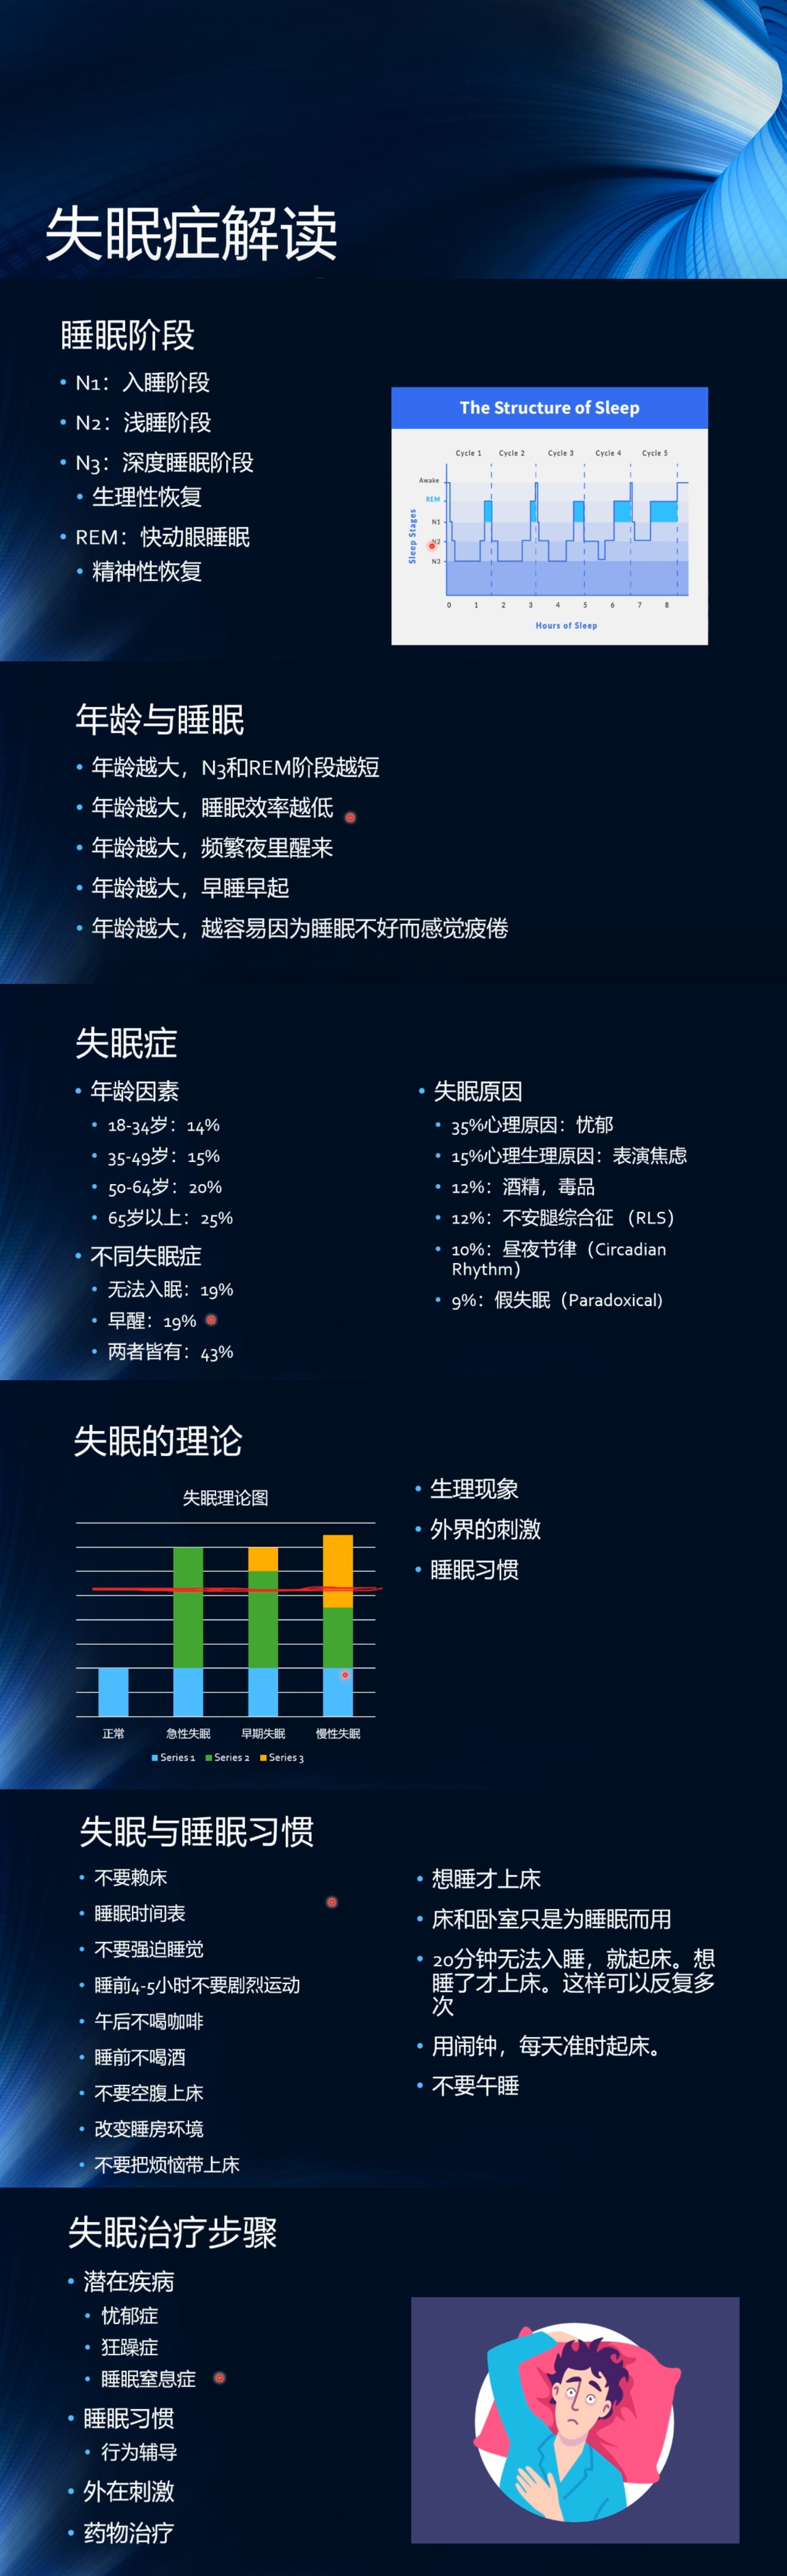 失眠症解读
睡眠阶段
N1：入睡阶段
N2：浅睡阶段
N3：深度睡眠阶段
生理性恢复
REM：快动眼睡眠
精神性恢复
The Structure of Sleep
Cycle 1 Cycle 2 Cycle 3 Cycle 4 Cycle 5
Awake
REM
N1
N2
N3
Sleep Stages
0 1 2 3 4 5 6 7 8
Hours of Sleep
年龄与睡眠
年龄越大，N3和REM阶段越短
年龄越大，睡眠效率越低
年龄越大，频繁夜里醒来
年龄越大，早睡早起
年龄越大，越容易因为睡眠不好而感觉疲倦
失眠症
年龄因素
18-34岁：14%
35-49岁：15%
50-64岁：20%
65岁以上：25%
不同失眠症
无法入眠：19%
早醒：19%
两者皆有：43%
失眠原因
35%心理原因：忧郁
15%心理生理原因：表演焦虑
12%：酒精，毒品
12%：不安腿综合征 （RLS）
10%：昼夜节律（Circadian
Rhythm）
9%：假失眠（Paradoxical)
失眠的理论
失眠理论图
正常 急性失眠 早期失眠 慢性失眠
Series 1 Series 2 Series 3
生理现象
外界的刺激
睡眠习惯
失眠与睡眠习惯
不要赖床
睡眠时间表
不要强迫睡觉
睡前4-5小时不要剧烈运动
午后不喝咖啡
睡前不喝酒
不要空腹上床
改变睡房环境
不要把烦恼带上床
想睡才上床
床和卧室只是为睡眠而用
20分钟无法入睡，就起床。想
睡了才上床。这样可以反复多
次
用闹钟，每天准时起床。
不要午睡
失眠治疗步骤
潜在疾病
忧郁症
狂躁症
睡眠窒息症
睡眠习惯
行为辅导
外在刺激
药物治疗